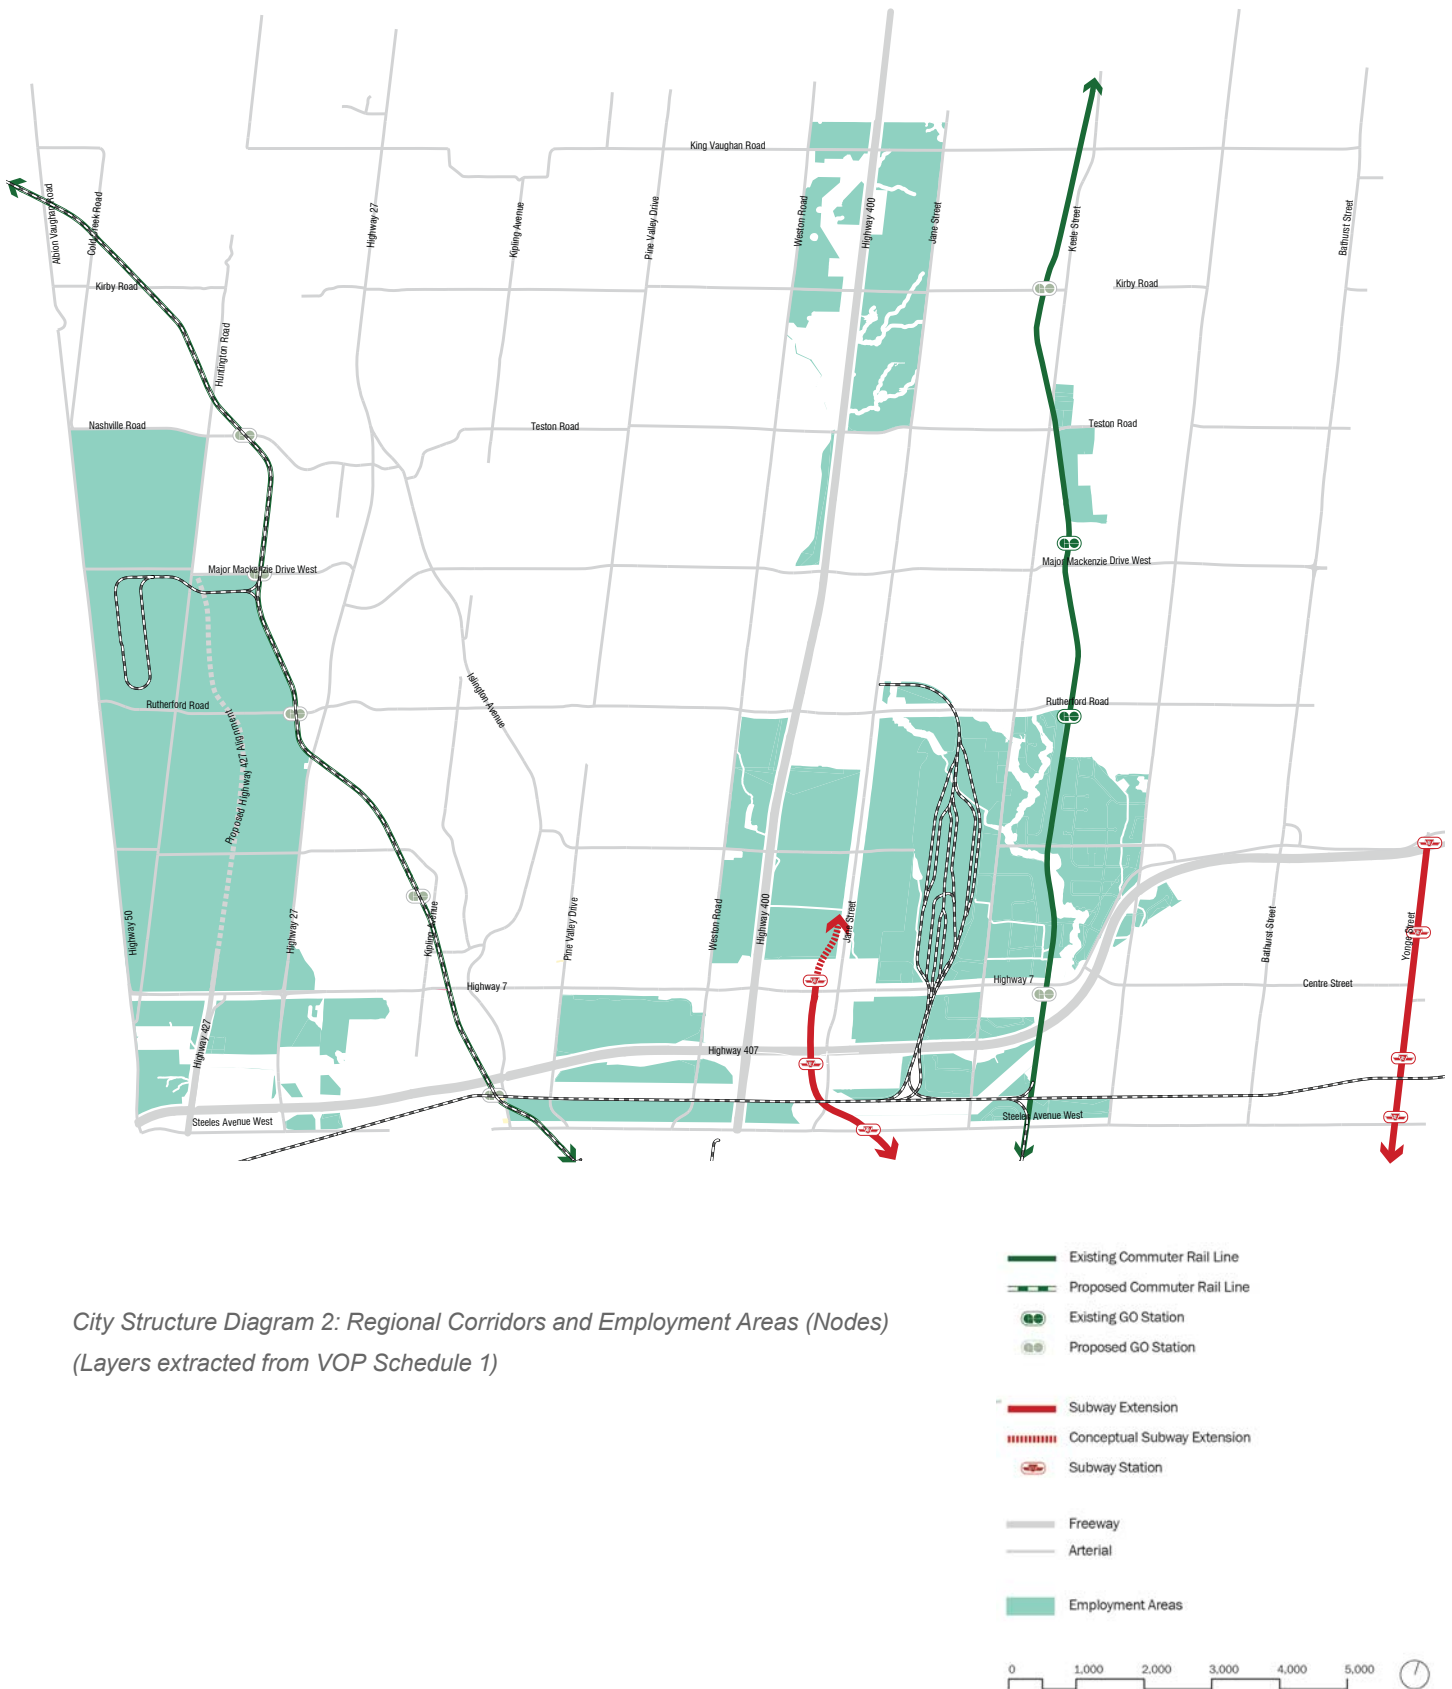 King Vaughan Road
Albion Vaughan Road
Cold Creek Road
Highway 27
Kipling Avenue
Pine Valley Drive
Weston Road
Highway 400
Jane Street
Keele Street
Bathurst Street
Kirby Road
Kirby Road
Huntington Road
Nashville Road
Teston Road
Teston Road
Major Mackenzie Drive West
Major Mackenzie Drive West
Rutherford Road
Islington Avenue
Rutherford Road
Proposed Highway 427 Alignment
Highway 50
Highway 27
Kipling Avenue
Pine Valley Drive
Weston Road
Highway 400
Jane Street
Bathurst Street
Yonge Street
Highway 7
Highway 7
Centre Street
Highway 427
Highway 407
Steeles Avenue West
Steeles Avenue West
Existing Commuter Rail Line
Proposed Commuter Rail Line
Existing GO Station
Proposed GO Station
Subway Extension
Conceptual Subway Extension
Subway Station
Freeway
Arterial
Employment Areas
0 1,000 2,000 3,000 4,000 5,000
City Structure Diagram 2: Regional Corridors and Employment Areas (Nodes)
(Layers extracted from VOP Schedule 1)